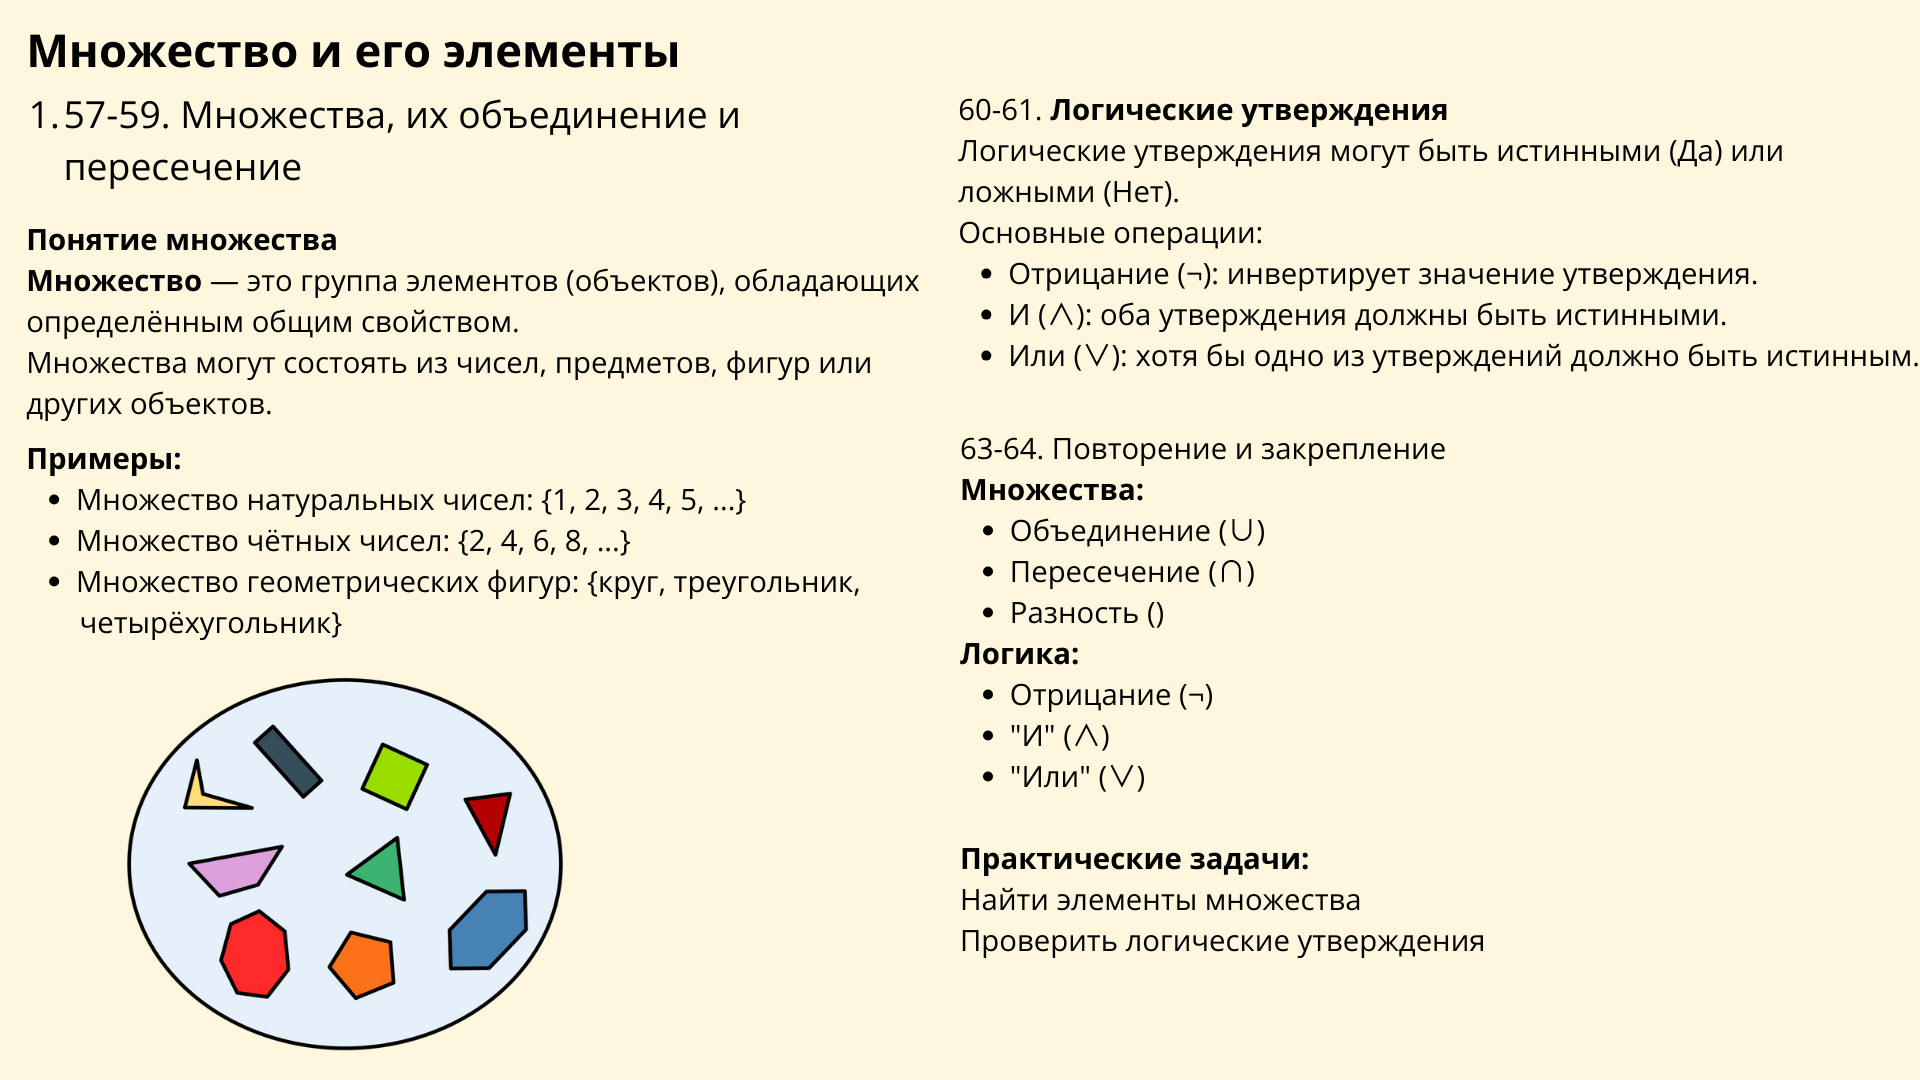 Множество и его элементы
1. 57-59. Множества, их объединение и
пересечение
Понятие множества
Множество — это группа элементов (объектов), обладающих
определённым общим свойством.
Множества могут состоять из чисел, предметов, фигур или
других объектов.
Примеры:
• Множество натуральных чисел: {1, 2, 3, 4, 5, ...}
• Множество чётных чисел: {2, 4, 6, 8, ...}
• Множество геометрических фигур: {круг, треугольник,
четырёхугольник}
60-61. Логические утверждения
Логические утверждения могут быть истинными (Да) или
ложными (Нет).
Основные операции:
• Отрицание (¬): инвертирует значение утверждения.
• И (∧): оба утверждения должны быть истинными.
• Или (∨): хотя бы одно из утверждений должно быть истинным.
63-64. Повторение и закрепление
Множества:
• Объединение (∪)
• Пересечение (∩)
• Разность ()
Логика:
• Отрицание (¬)
• "И" (∧)
• "Или" (∨)
Практические задачи:
Найти элементы множества
Проверить логические утверждения